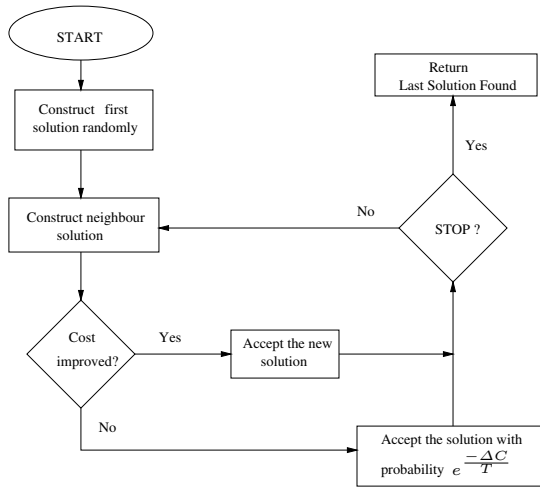 START
Construct first
solution randomly
Construct neighbour
solution
Cost
improved?
Yes
Accept the new
solution
No
Accept the solution with
probability e^{\frac{-ΔC}{T}}
STOP ?
No
Yes
Return
Last Solution Found